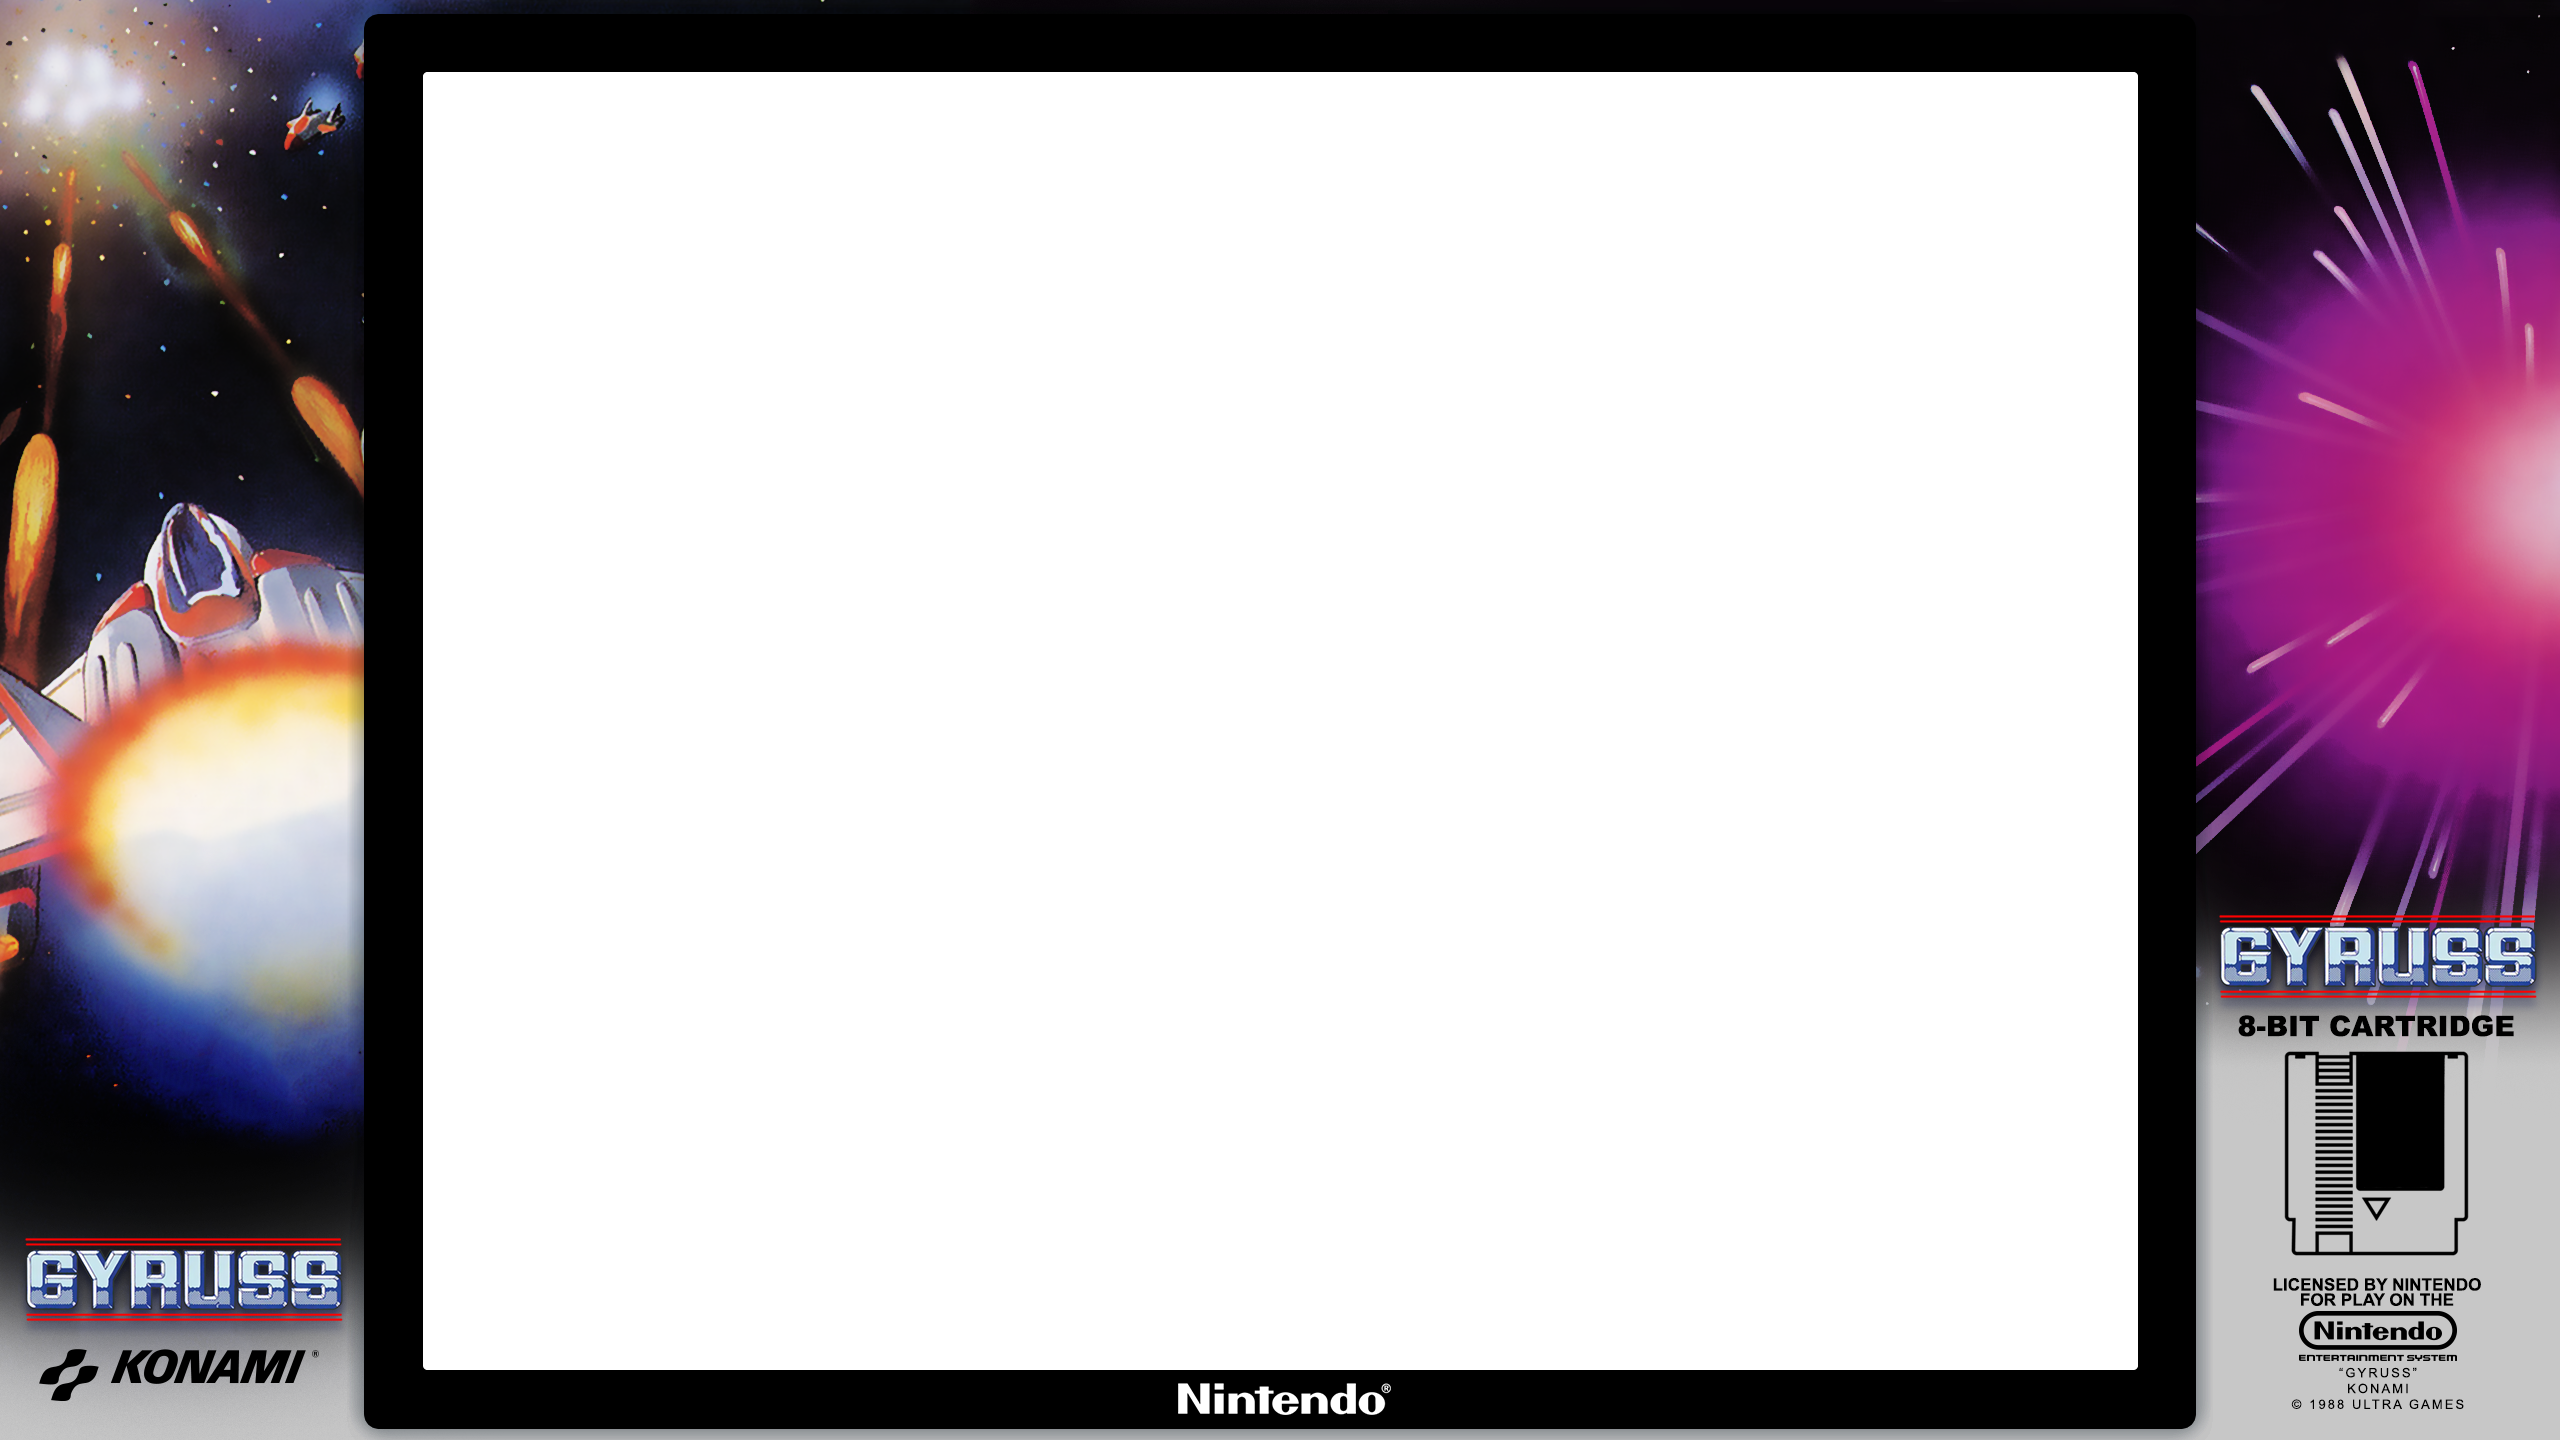 GYRUSS
KONAMI®
Nintendo®
GYRUSS
8-BIT CARTRIDGE
LICENSED BY NINTENDO
FOR PLAY ON THE
Nintendo
ENTERTAINMENT SYSTEM
“GYRUSS”
KONAMI
© 1988 ULTRA GAMES